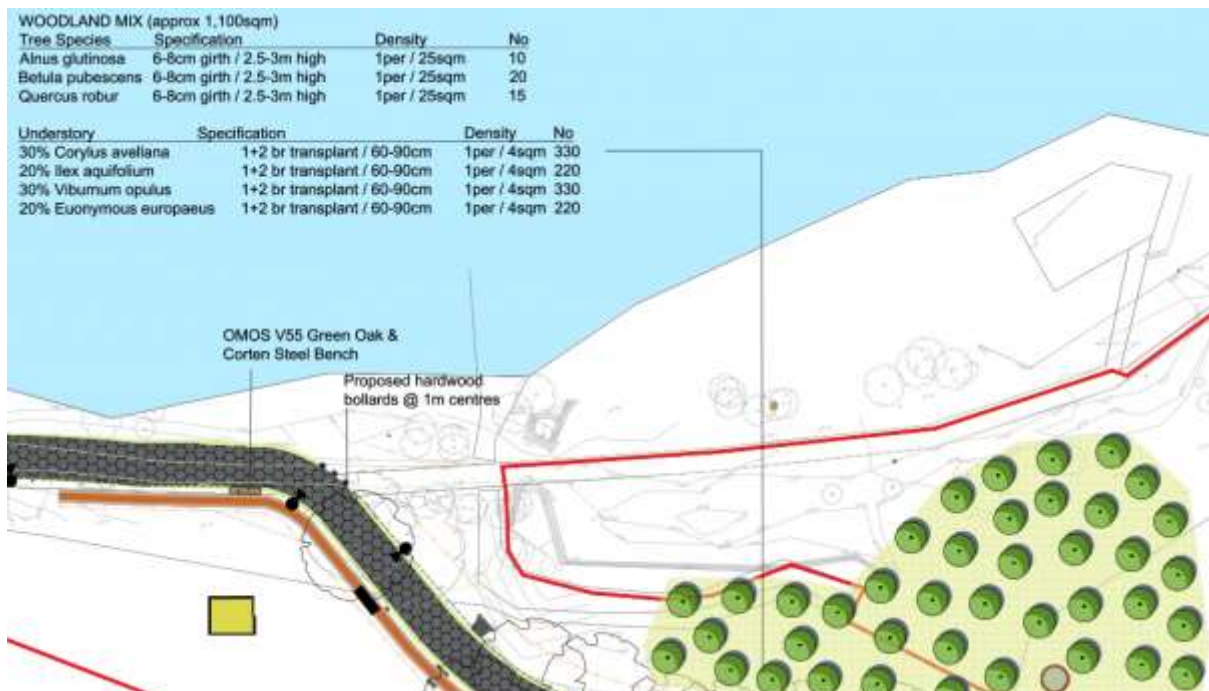 WOODLAND MIX (approx 1,100sqm)
Tree Species Specification Density No
Alnus glutinosa 6-8cm girth / 2.5-3m high 1per / 25sqm 10
Betula pubescens 6-8cm girth / 2.5-3m high 1per / 25sqm 20
Quercus robur 6-8cm girth / 2.5-3m high 1per / 25sqm 15
Understory Specification Density No
30% Corylus avellana 1+2 br transplant / 60-90cm 1per / 4sqm 330
20% Ilex aquifolium 1+2 br transplant / 60-90cm 1per / 4sqm 220
30% Viburnum opulus 1+2 br transplant / 60-90cm 1per / 4sqm 330
20% Euonymous europaeus 1+2 br transplant / 60-90cm 1per / 4sqm 220
OMOS V55 Green Oak &
Corten Steel Bench
Proposed hardwood
bollards @ 1m centres